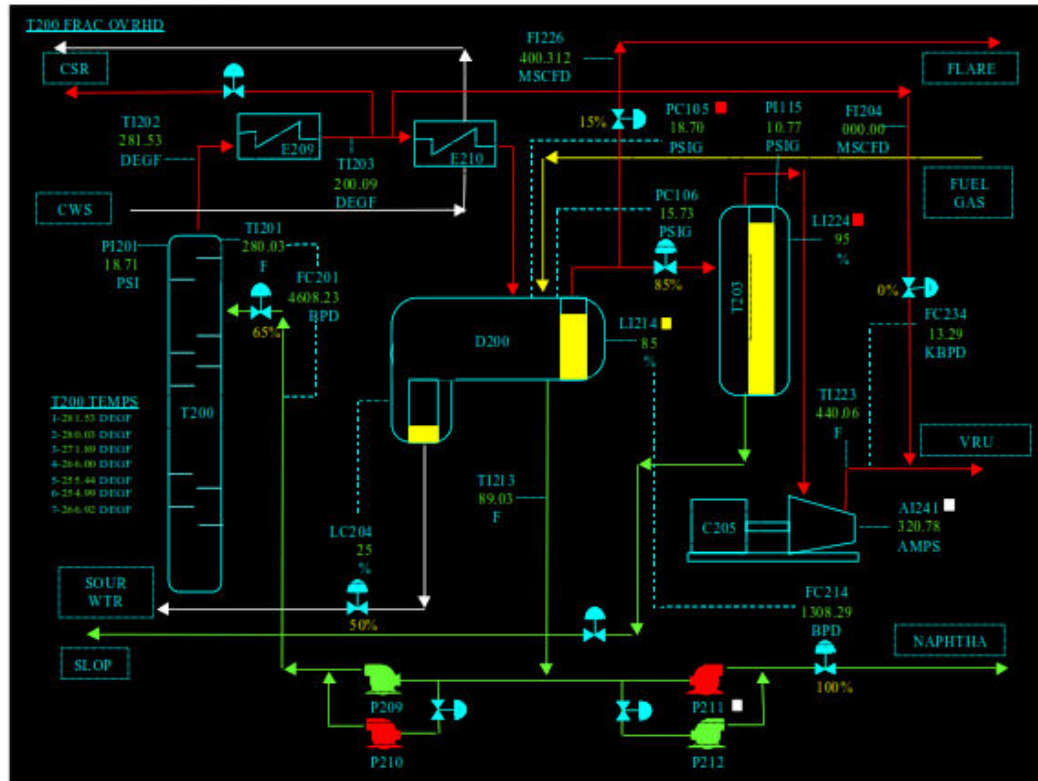 T200 FRAC OVRHD
CSR
FI226
400.312
MSCFD
FLARE
TI202
281.53
DEGF
E209
TI203
200.09
DEGF
E210
15%
PC105
18.70
PSIG
PI115
10.77
PSIG
FI204
000.00
MSCFD
FUEL
GAS
CWS
PI201
18.71
PSI
TI201
280.03
F
FC201
4608.23
BPD
65%
PC106
15.73
PSIG
85%
T203
LI224
95
%
0%
FC234
13.29
KBPD
D200
LI214
85
%
T200 TEMPS
1-281.53 DEGF
2-280.03 DEGF
3-271.89 DEGF
4-266.00 DEGF
5-255.44 DEGF
6-254.99 DEGF
7-266.92 DEGF
T200
TI223
440.06
F
VRU
TI213
89.03
F
LC204
25
%
50%
C205
AI241
320.78
AMPS
SOUR
WTR
SLOP
FC214
1308.29
BPD
100%
NAPHTHA
P209
P210
P211
P212